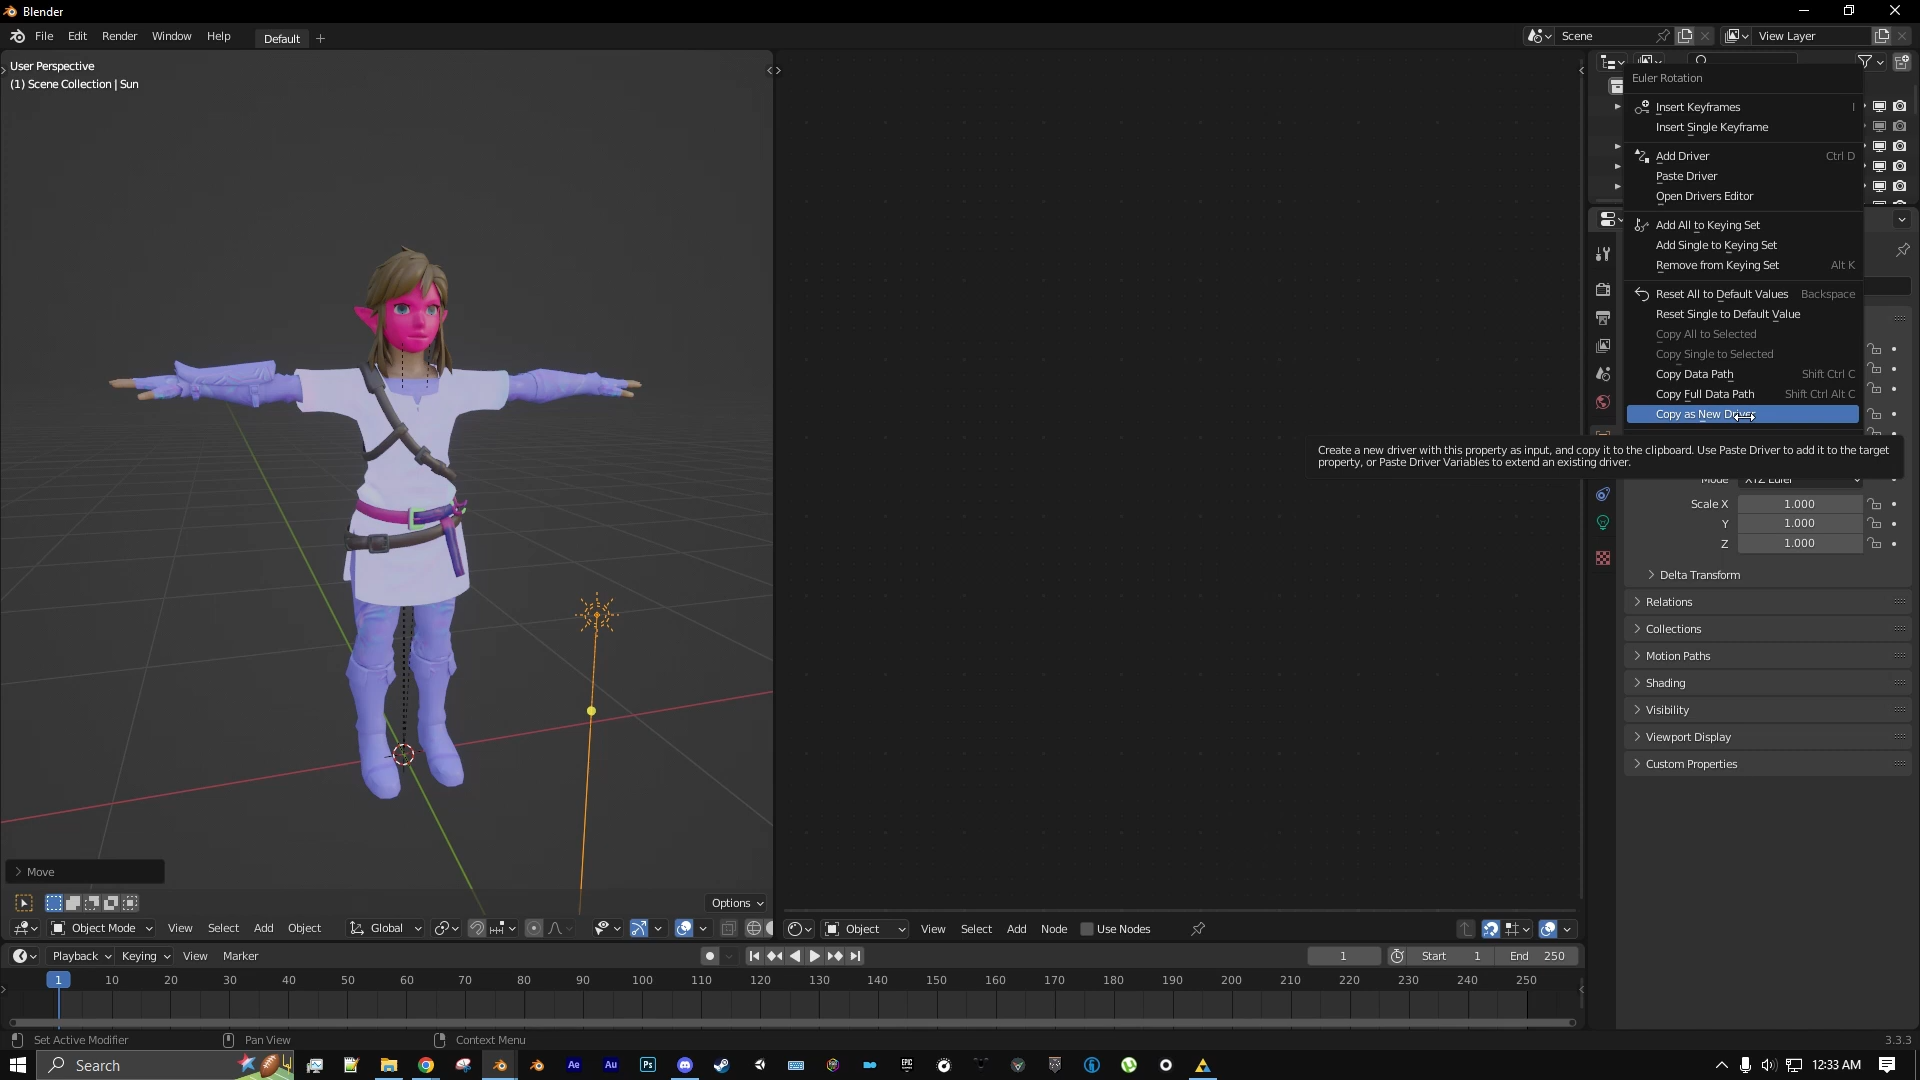 Blender
File Edit Render Window Help Default Scene View Layer
User Perspective
(1) Scene Collection | Sun
Euler Rotation
Insert Keyframes I
Insert Single Keyframe
Add Driver Ctrl D
Paste Driver
Open Drivers Editor
Add All to Keying Set
Add Single to Keying Set
Remove from Keying Set Alt K
Reset All to Default Values Backspace
Reset Single to Default Value
Copy All to Selected
Copy Single to Selected
Copy Data Path Shift Ctrl C
Copy Full Data Path Shift Ctrl Alt C
Copy as New Driver
Create a new driver with this property as input, and copy it to the clipboard. Use Paste Driver to add it to the target
property, or Paste Driver Variables to extend an existing driver.
Mode XYZ Euler
Scale X 1.000
Y 1.000
Z 1.000
Delta Transform
Relations
Collections
Motion Paths
Shading
Visibility
Viewport Display
Custom Properties
Move
Options
Object Mode View Select Add Object Global
Object View Select Add Node Use Nodes
Playback Keying View Marker 1 Start 1 End 250
1 10 20 30 40 50 60 70 80 90 100 110 120 130 140 150 160 170 180 190 200 210 220 230 240 250
Set Active Modifier Pan View Context Menu 3.3.3
Search Ae Au Ps EPIC 12:33 AM